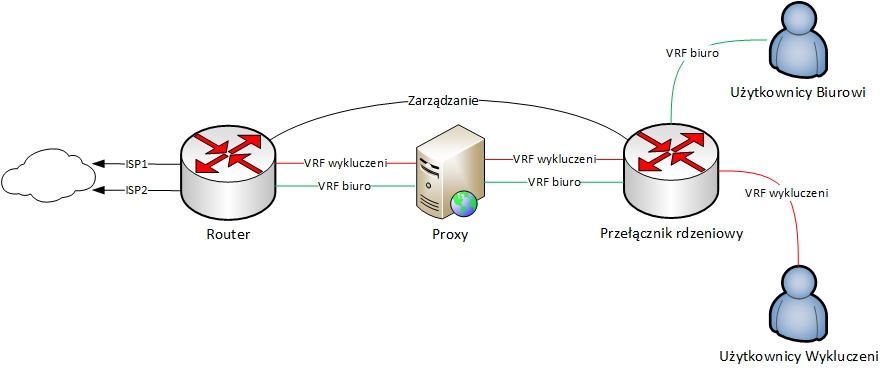 VRF biuro
Użytkownicy Biurowi
Zarządzanie
ISP1
VRF wykluczeni
VRF wykluczeni
ISP2
VRF biuro
VRF biuro
VRF wykluczeni
Router
Proxy
Przełącznik rdzeniowy
Użytkownicy Wykluczeni